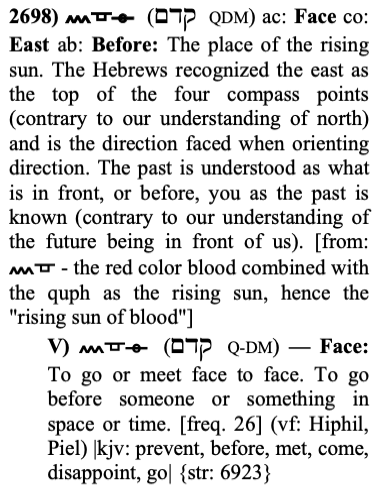 2698) (קדם QDM) ac: Face co:
East ab: Before: The place of the rising
sun. The Hebrews recognized the east as
the top of the four compass points
(contrary to our understanding of north)
and is the direction faced when orienting
direction. The past is understood as what
is in front, or before, you as the past is
known (contrary to our understanding of
the future being in front of us). [from:
- the red color blood combined with
the quph as the rising sun, hence the
"rising sun of blood"]
V) (קדם Q-DM) — Face:
To go or meet face to face. To go
before someone or something in
space or time. [freq. 26] (vf: Hiphil,
Piel) |kjv: prevent, before, met, come,
disappoint, go| {str: 6923}